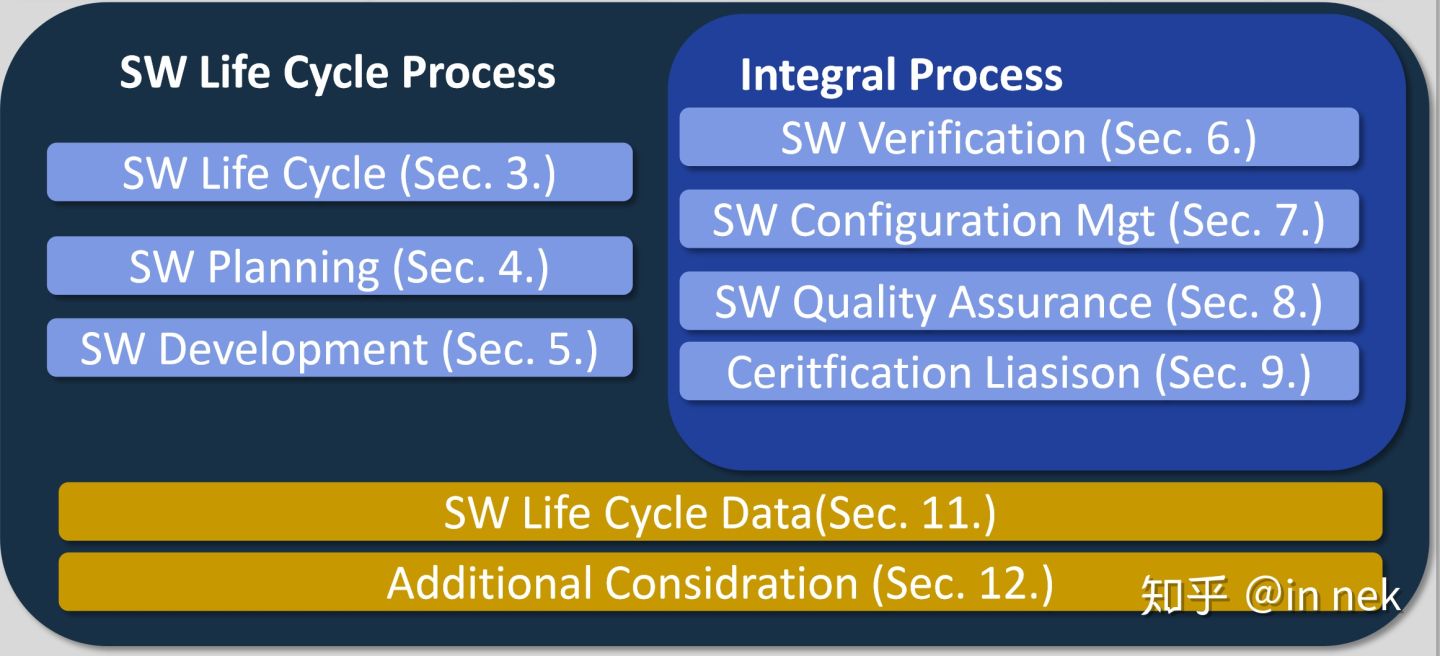 SW Life Cycle Process
SW Life Cycle (Sec. 3.)
SW Planning (Sec. 4.)
SW Development (Sec. 5.)
Integral Process
SW Verification (Sec. 6.)
SW Configuration Mgt (Sec. 7.)
SW Quality Assurance (Sec. 8.)
Ceritfication Liasison (Sec. 9.)
SW Life Cycle Data(Sec. 11.)
Additional Considration (Sec. 12.)
知乎 @in nek